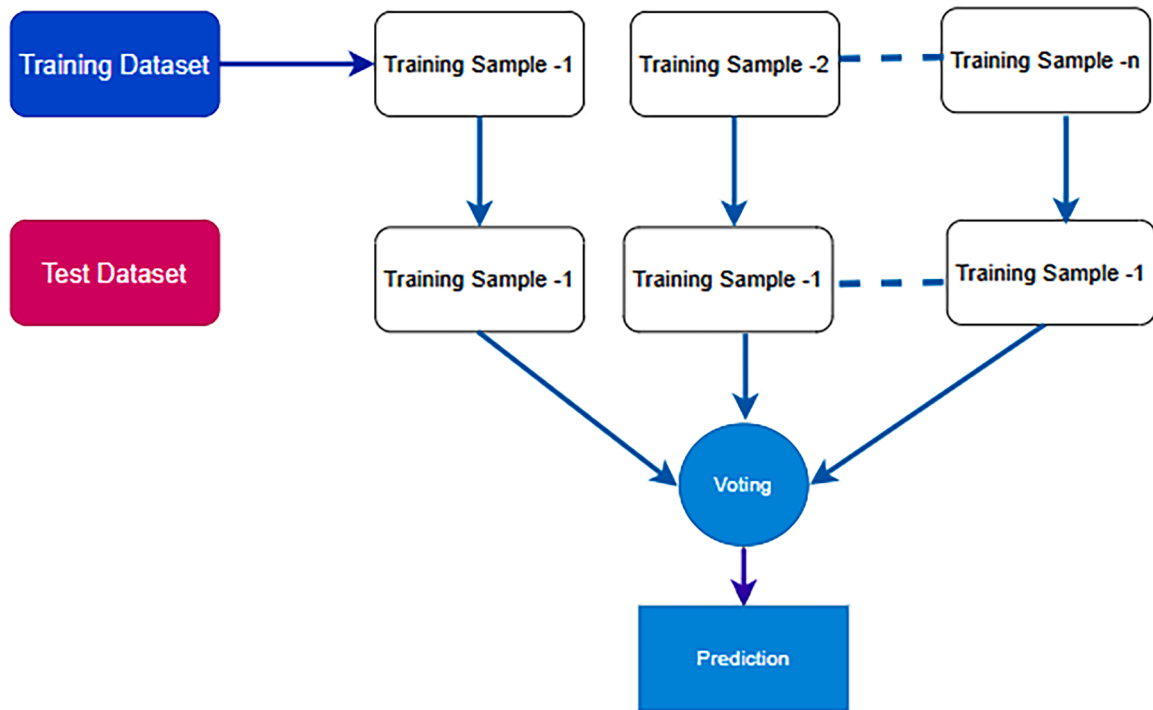 Training Dataset
Training Sample -1
Training Sample -2
Training Sample -n
Test Dataset
Training Sample -1
Training Sample -1
Training Sample -1
Voting
Prediction